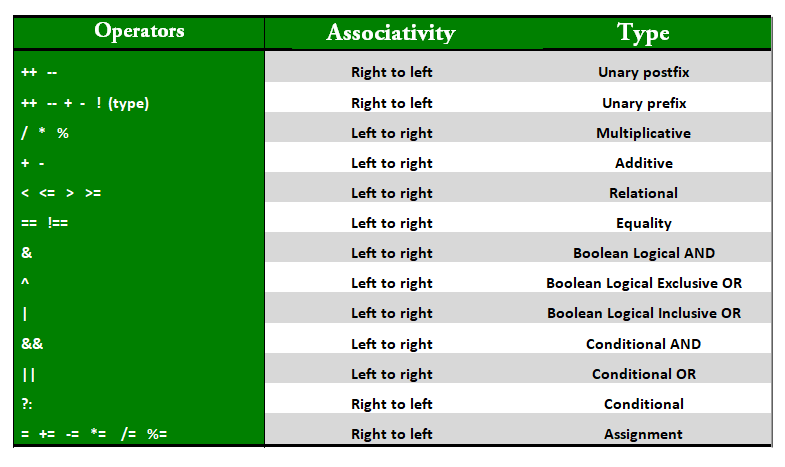 Operators Associativity Type
++ -- Right to left Unary postfix
++ -- + - ! (type) Right to left Unary prefix
/ * % Left to right Multiplicative
+ - Left to right Additive
< <= > >= Left to right Relational
== !== Left to right Equality
& Left to right Boolean Logical AND
^ Left to right Boolean Logical Exclusive OR
| Left to right Boolean Logical Inclusive OR
&& Left to right Conditional AND
|| Left to right Conditional OR
?: Right to left Conditional
= += -= *= /= %= Right to left Assignment